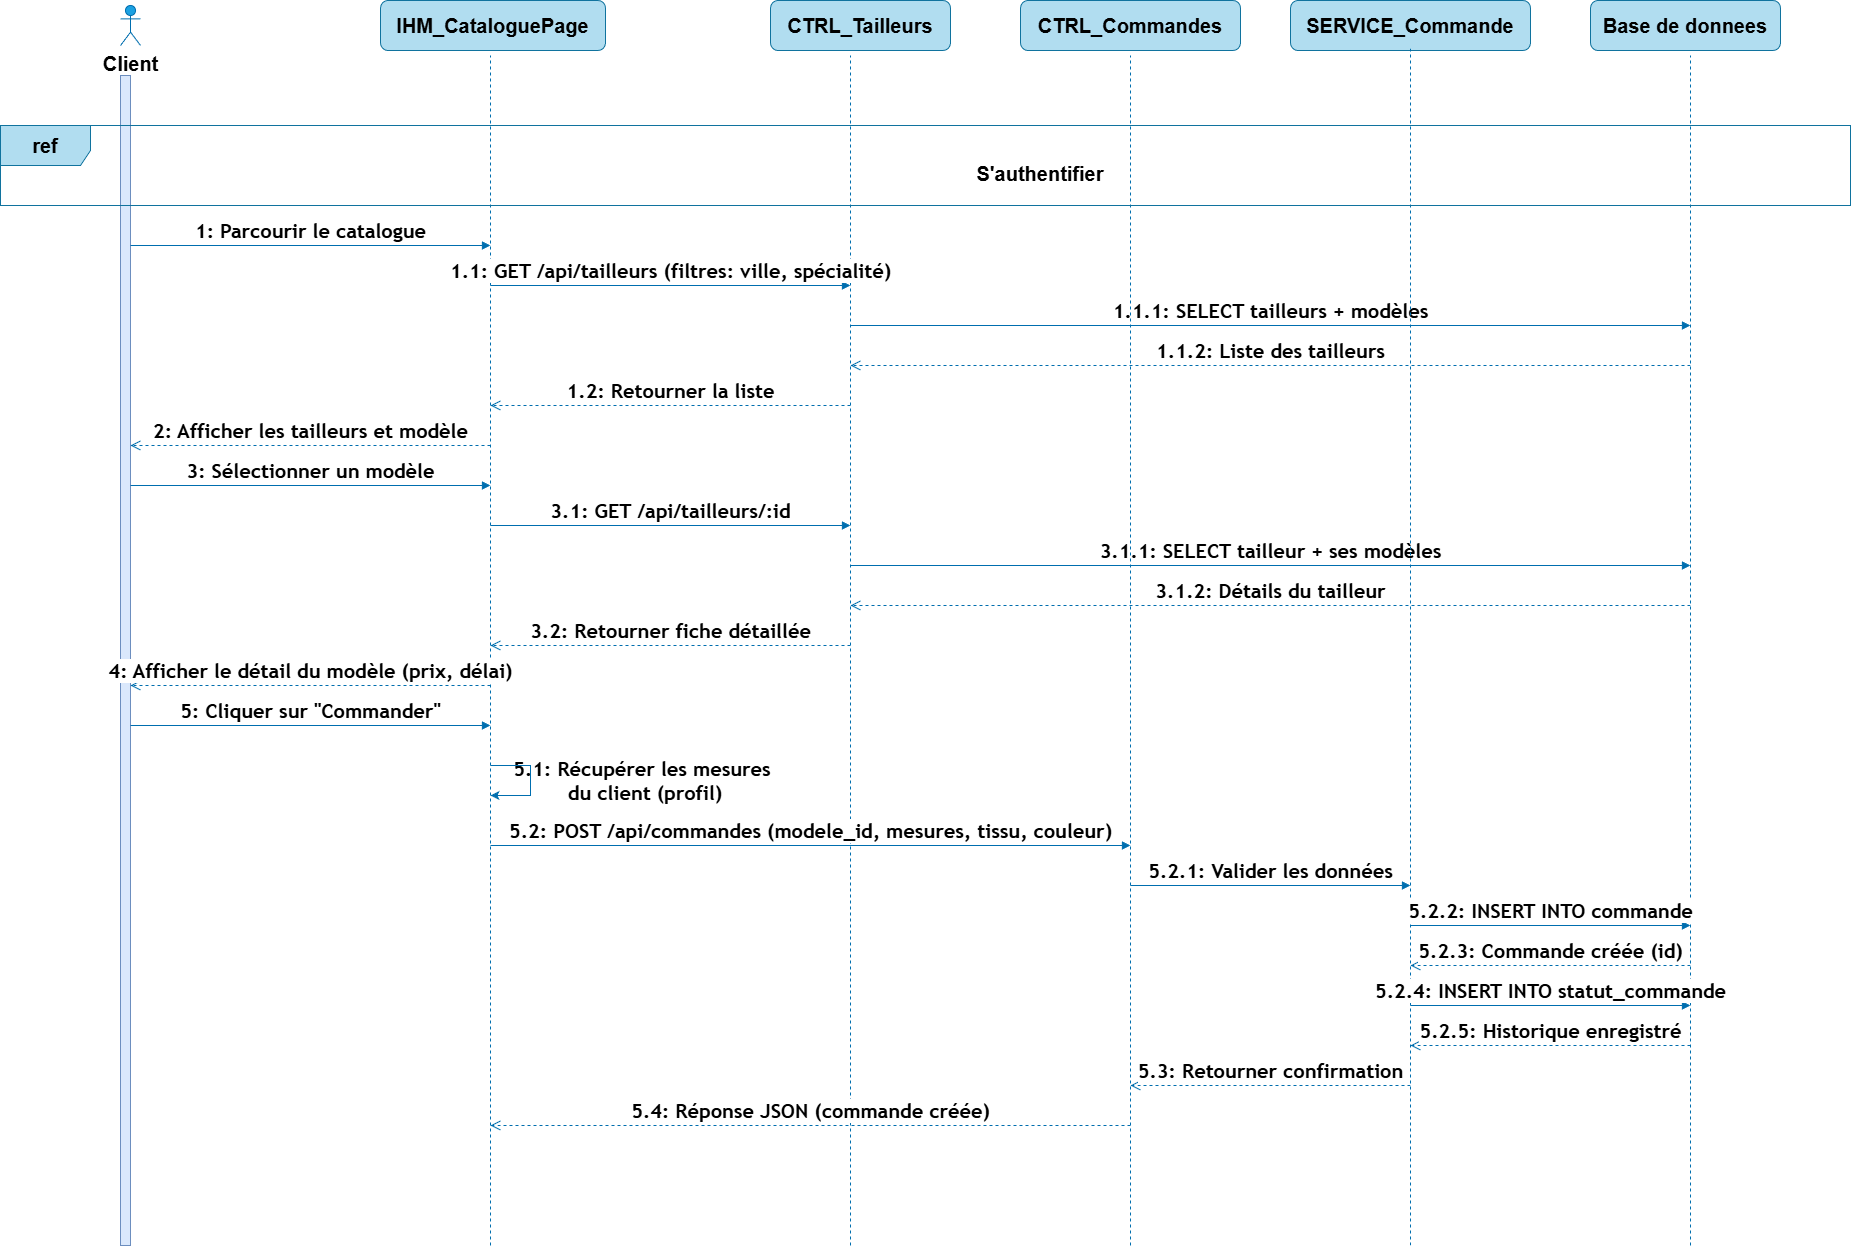 IHM_CataloguePage
CTRL_Tailleurs
CTRL_Commandes
SERVICE_Commande
Base de donnees
Client
ref
S'authentifier
1: Parcourir le catalogue
1.1: GET /api/tailleurs (filtres: ville, spécialité)
1.1.1: SELECT tailleurs + modèles
1.1.2: Liste des tailleurs
1.2: Retourner la liste
2: Afficher les tailleurs et modèle
3: Sélectionner un modèle
3.1: GET /api/tailleurs/:id
3.1.1: SELECT tailleur + ses modèles
3.1.2: Détails du tailleur
3.2: Retourner fiche détaillée
4: Afficher le détail du modèle (prix, délai)
5: Cliquer sur "Commander"
5.1: Récupérer les mesures
du client (profil)
5.2: POST /api/commandes (modele_id, mesures, tissu, couleur)
5.2.1: Valider les données
5.2.2: INSERT INTO commande
5.2.3: Commande créée (id)
5.2.4: INSERT INTO statut_commande
5.2.5: Historique enregistré
5.3: Retourner confirmation
5.4: Réponse JSON (commande créée)